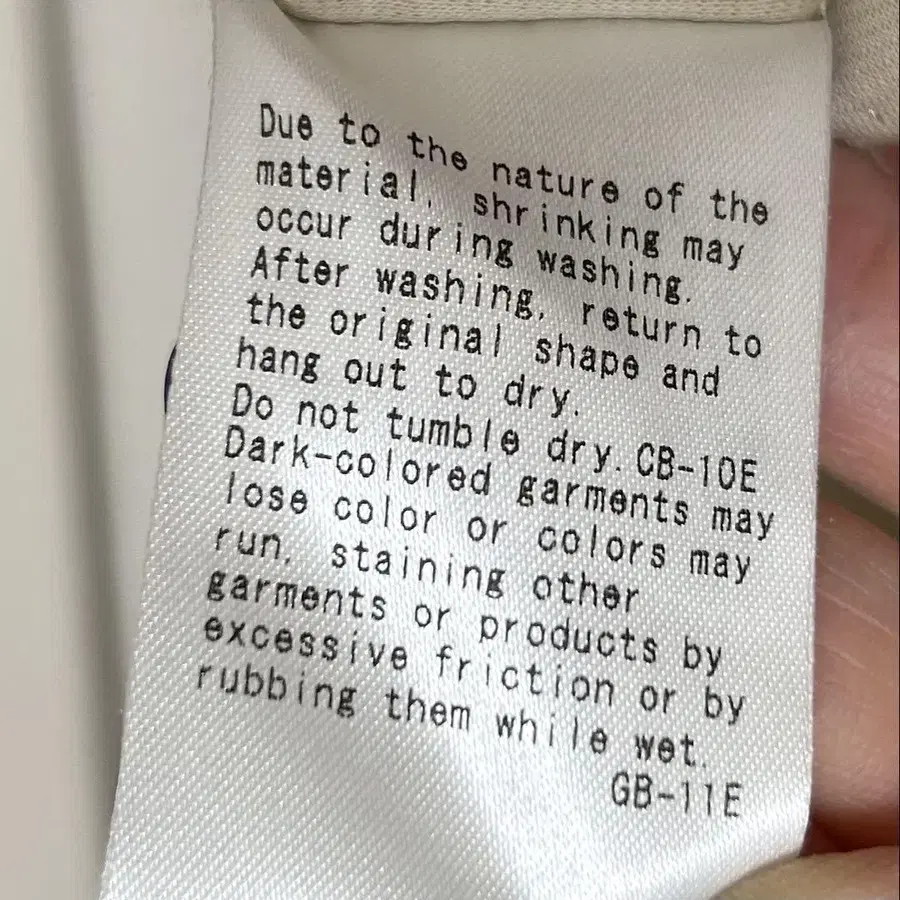 Due to the nature of the
material, shrinking may
occur during washing.
After washing, return to
the original shape and
hang out to dry.
Do not tumble dry. CB-10E
Dark-colored garments may
lose color or colors may
run, staining other
garments or products by
excessive friction or by
rubbing them while wet.
GB-11E